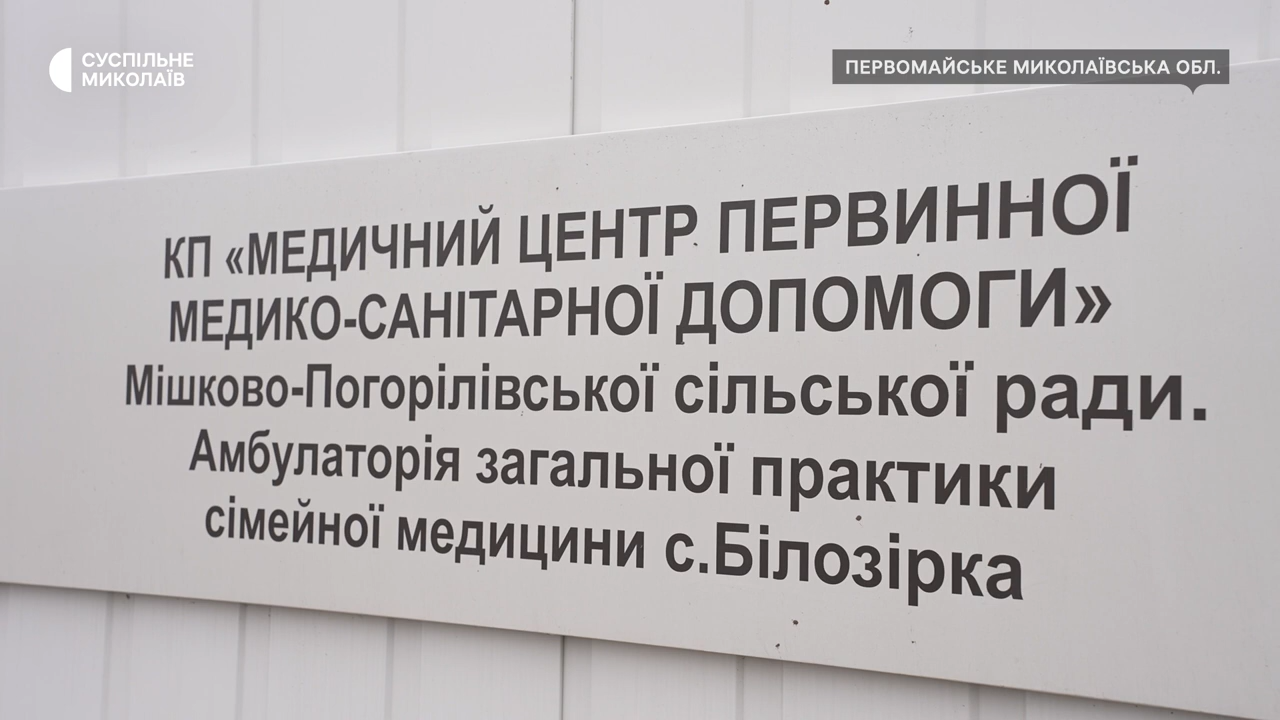 СУСПІЛЬНЕ
МИКОЛАЇВ
ПЕРВОМАЙСЬКЕ МИКОЛАЇВСЬКА ОБЛ.
КП «МЕДИЧНИЙ ЦЕНТР ПЕРВИННОЇ
МЕДИКО-САНІТАРНОЇ ДОПОМОГИ»
Мішково-Погорілівської сільської ради.
Амбулаторія загальної практики
сімейної медицини с.Білозірка